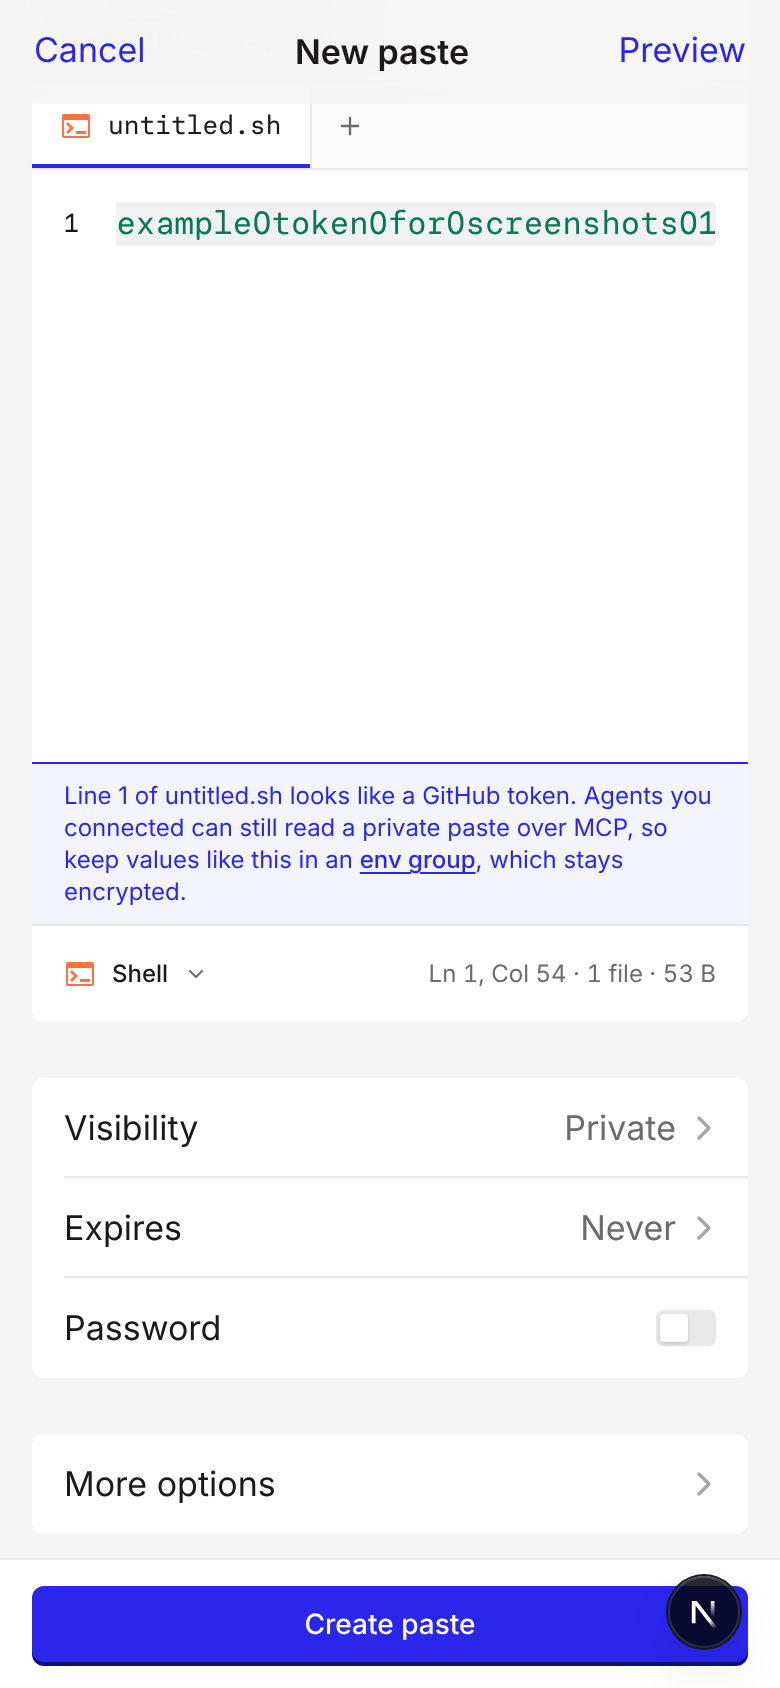 Cancel
New paste
Preview
untitled.sh
1
example0token0for0screenshots01
Line 1 of untitled.sh looks like a GitHub token. Agents you
connected can still read a private paste over MCP, so
keep values like this in an env group, which stays
encrypted.
Shell
Ln 1, Col 54 · 1 file · 53 B
Visibility
Private
Expires
Never
Password
More options
Create paste
N